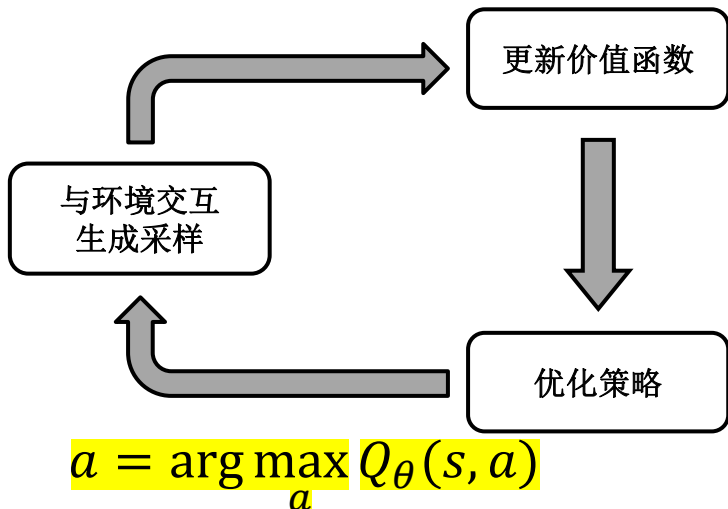 更新价值函数
与环境交互
生成采样
优化策略
a = arg max Q_θ(s, a)
a